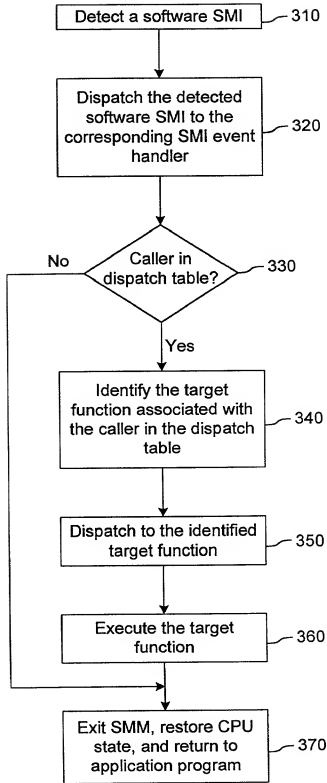 Detect a software SMI
310
Dispatch the detected
software SMI to the
corresponding SMI event
handler
320
Caller in
dispatch table?
330
No
Yes
Identify the target
function associated with
the caller in the dispatch
table
340
Dispatch to the identified
target function
350
Execute the target
function
360
Exit SMM, restore CPU
state, and return to
application program
370